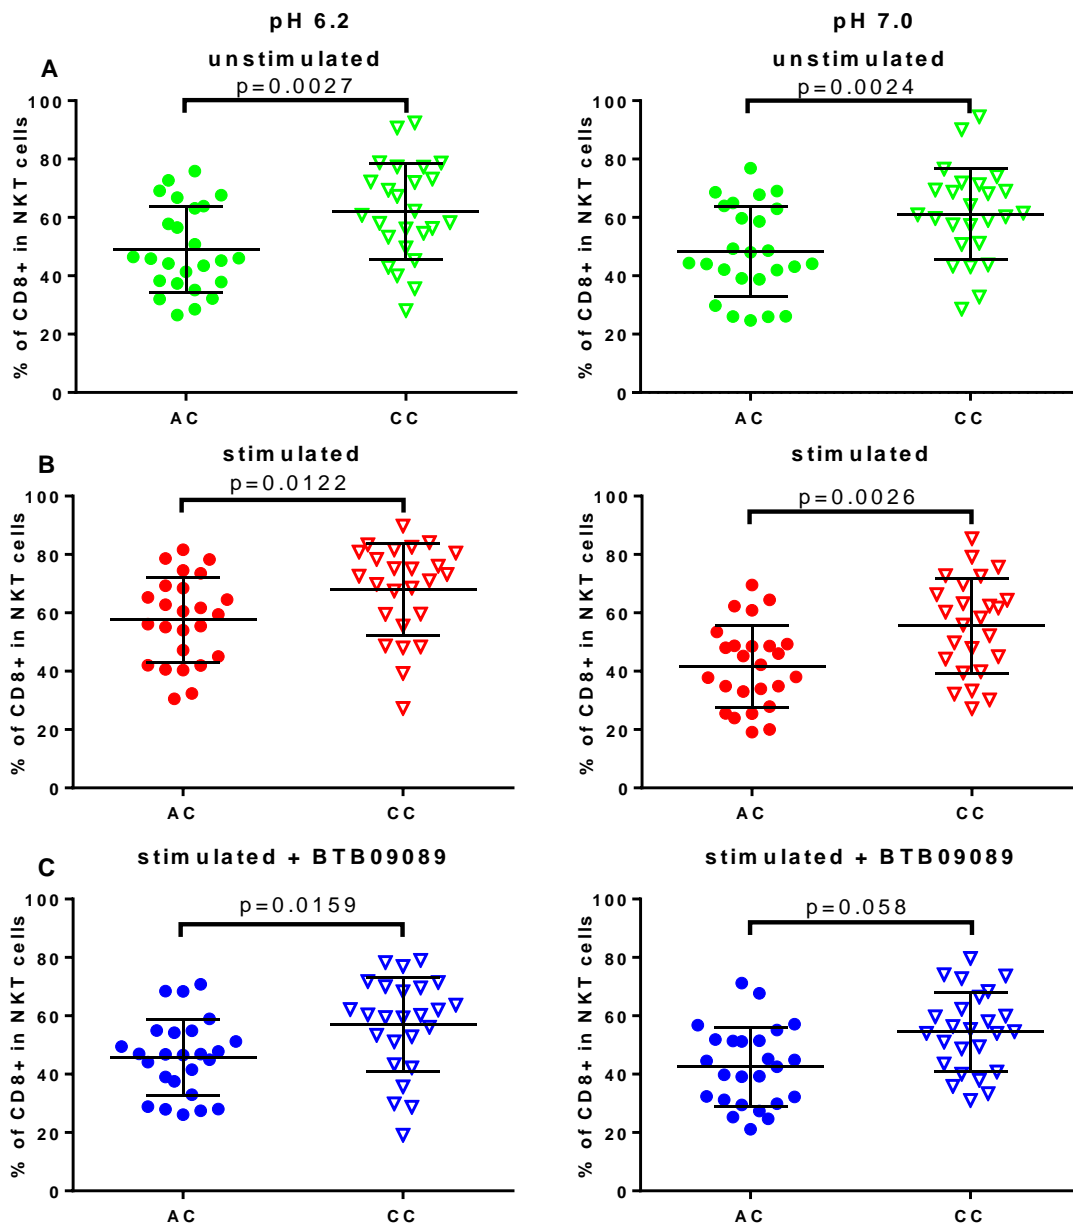 pH 6.2
pH 7.0
A
unstimulated
unstimulated
p=0.0027
p=0.0024
% of CD8+ in NKT cells
100
80
60
40
20
0
AC
CC
% of CD8+ in NKT cells
100
80
60
40
20
0
AC
CC
B
stimulated
stimulated
p=0.0122
p=0.0026
% of CD8+ in NKT cells
100
80
60
40
20
0
AC
CC
% of CD8+ in NKT cells
100
80
60
40
20
0
AC
CC
C
stimulated + BTB09089
stimulated + BTB09089
p=0.0159
p=0.058
% of CD8+ in NKT cells
100
80
60
40
20
0
AC
CC
% of CD8+ in NKT cells
100
80
60
40
20
0
AC
CC